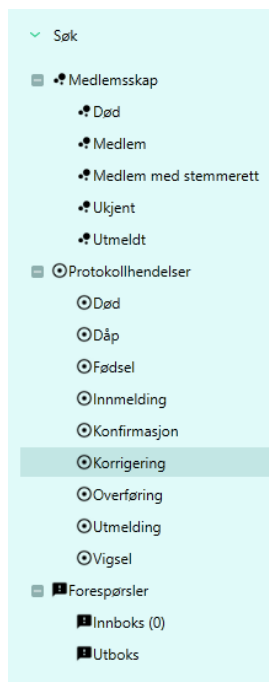 Søk
Medlemsskap
Død
Medlem
Medlem med stemmerett
Ukjent
Utmeldt
Protokollhendelser
Død
Dåp
Fødsel
Innmelding
Konfirmasjon
Korrigering
Overføring
Utmelding
Vigsel
Forespørsler
Innboks (0)
Utboks